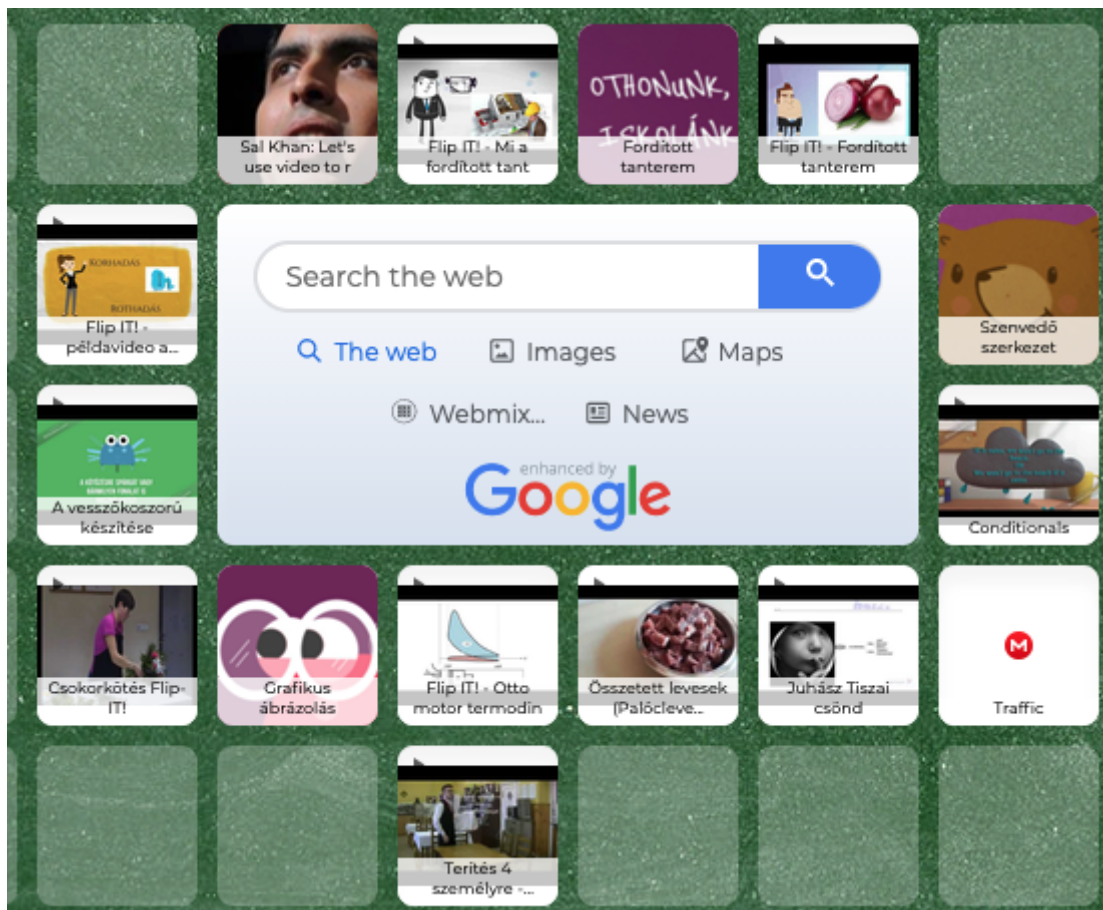 OTHONUNK,
ISKOLÁNK
Sal Khan: Let's
use video to r
Flip IT! - Mi a
fordított tant
Fordított
tanterem
Flip IT! - Fordított
tanterem
KORHADÁS
ROTHADÁS
Flip IT! -
példavideo a...
Search the web
The web
Images
Maps
Webmix...
News
enhanced by
Google
Szenvedő
szerkezet
A vesszőkoszorú
készítése
Conditionals
Csokorkötés Flip-
IT!
Grafikus
ábrázolás
Flip IT! - Otto
motor termodin
Összetett levesek
(Palócleve...
Juhász Tiszai
csönd
M
Traffic
Terítés 4
személyre -...